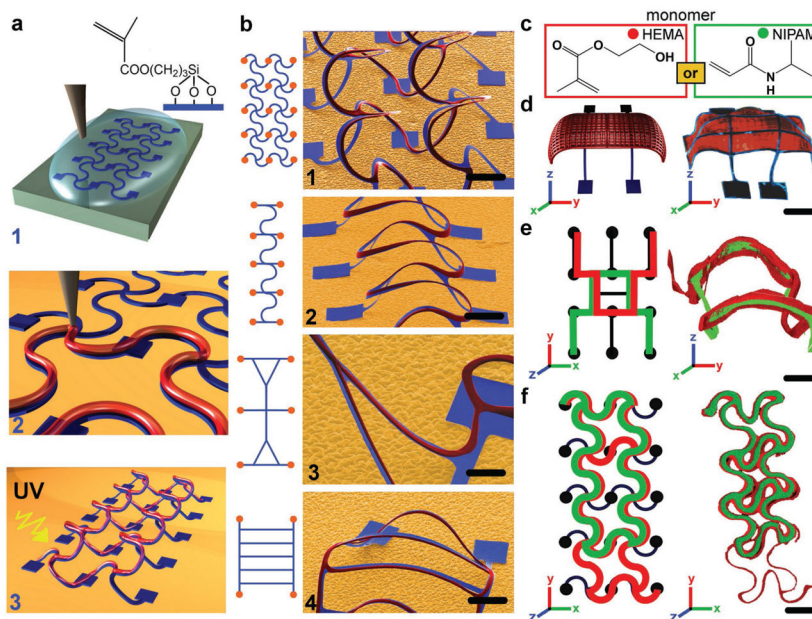 a
COO(CH₂)₃Si
O O O
1
2
UV
3
b
1
2
3
4
c
monomer
HEMA
O
O
OH
or
NIPAM
O
N
H
d
z
x
y
z
x
y
e
y
z
x
z
x
y
f
y
z
x
y
z
x